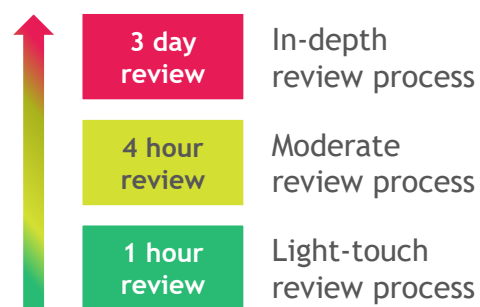 3 day
review
In-depth
review process
4 hour
review
Moderate
review process
1 hour
review
Light-touch
review process